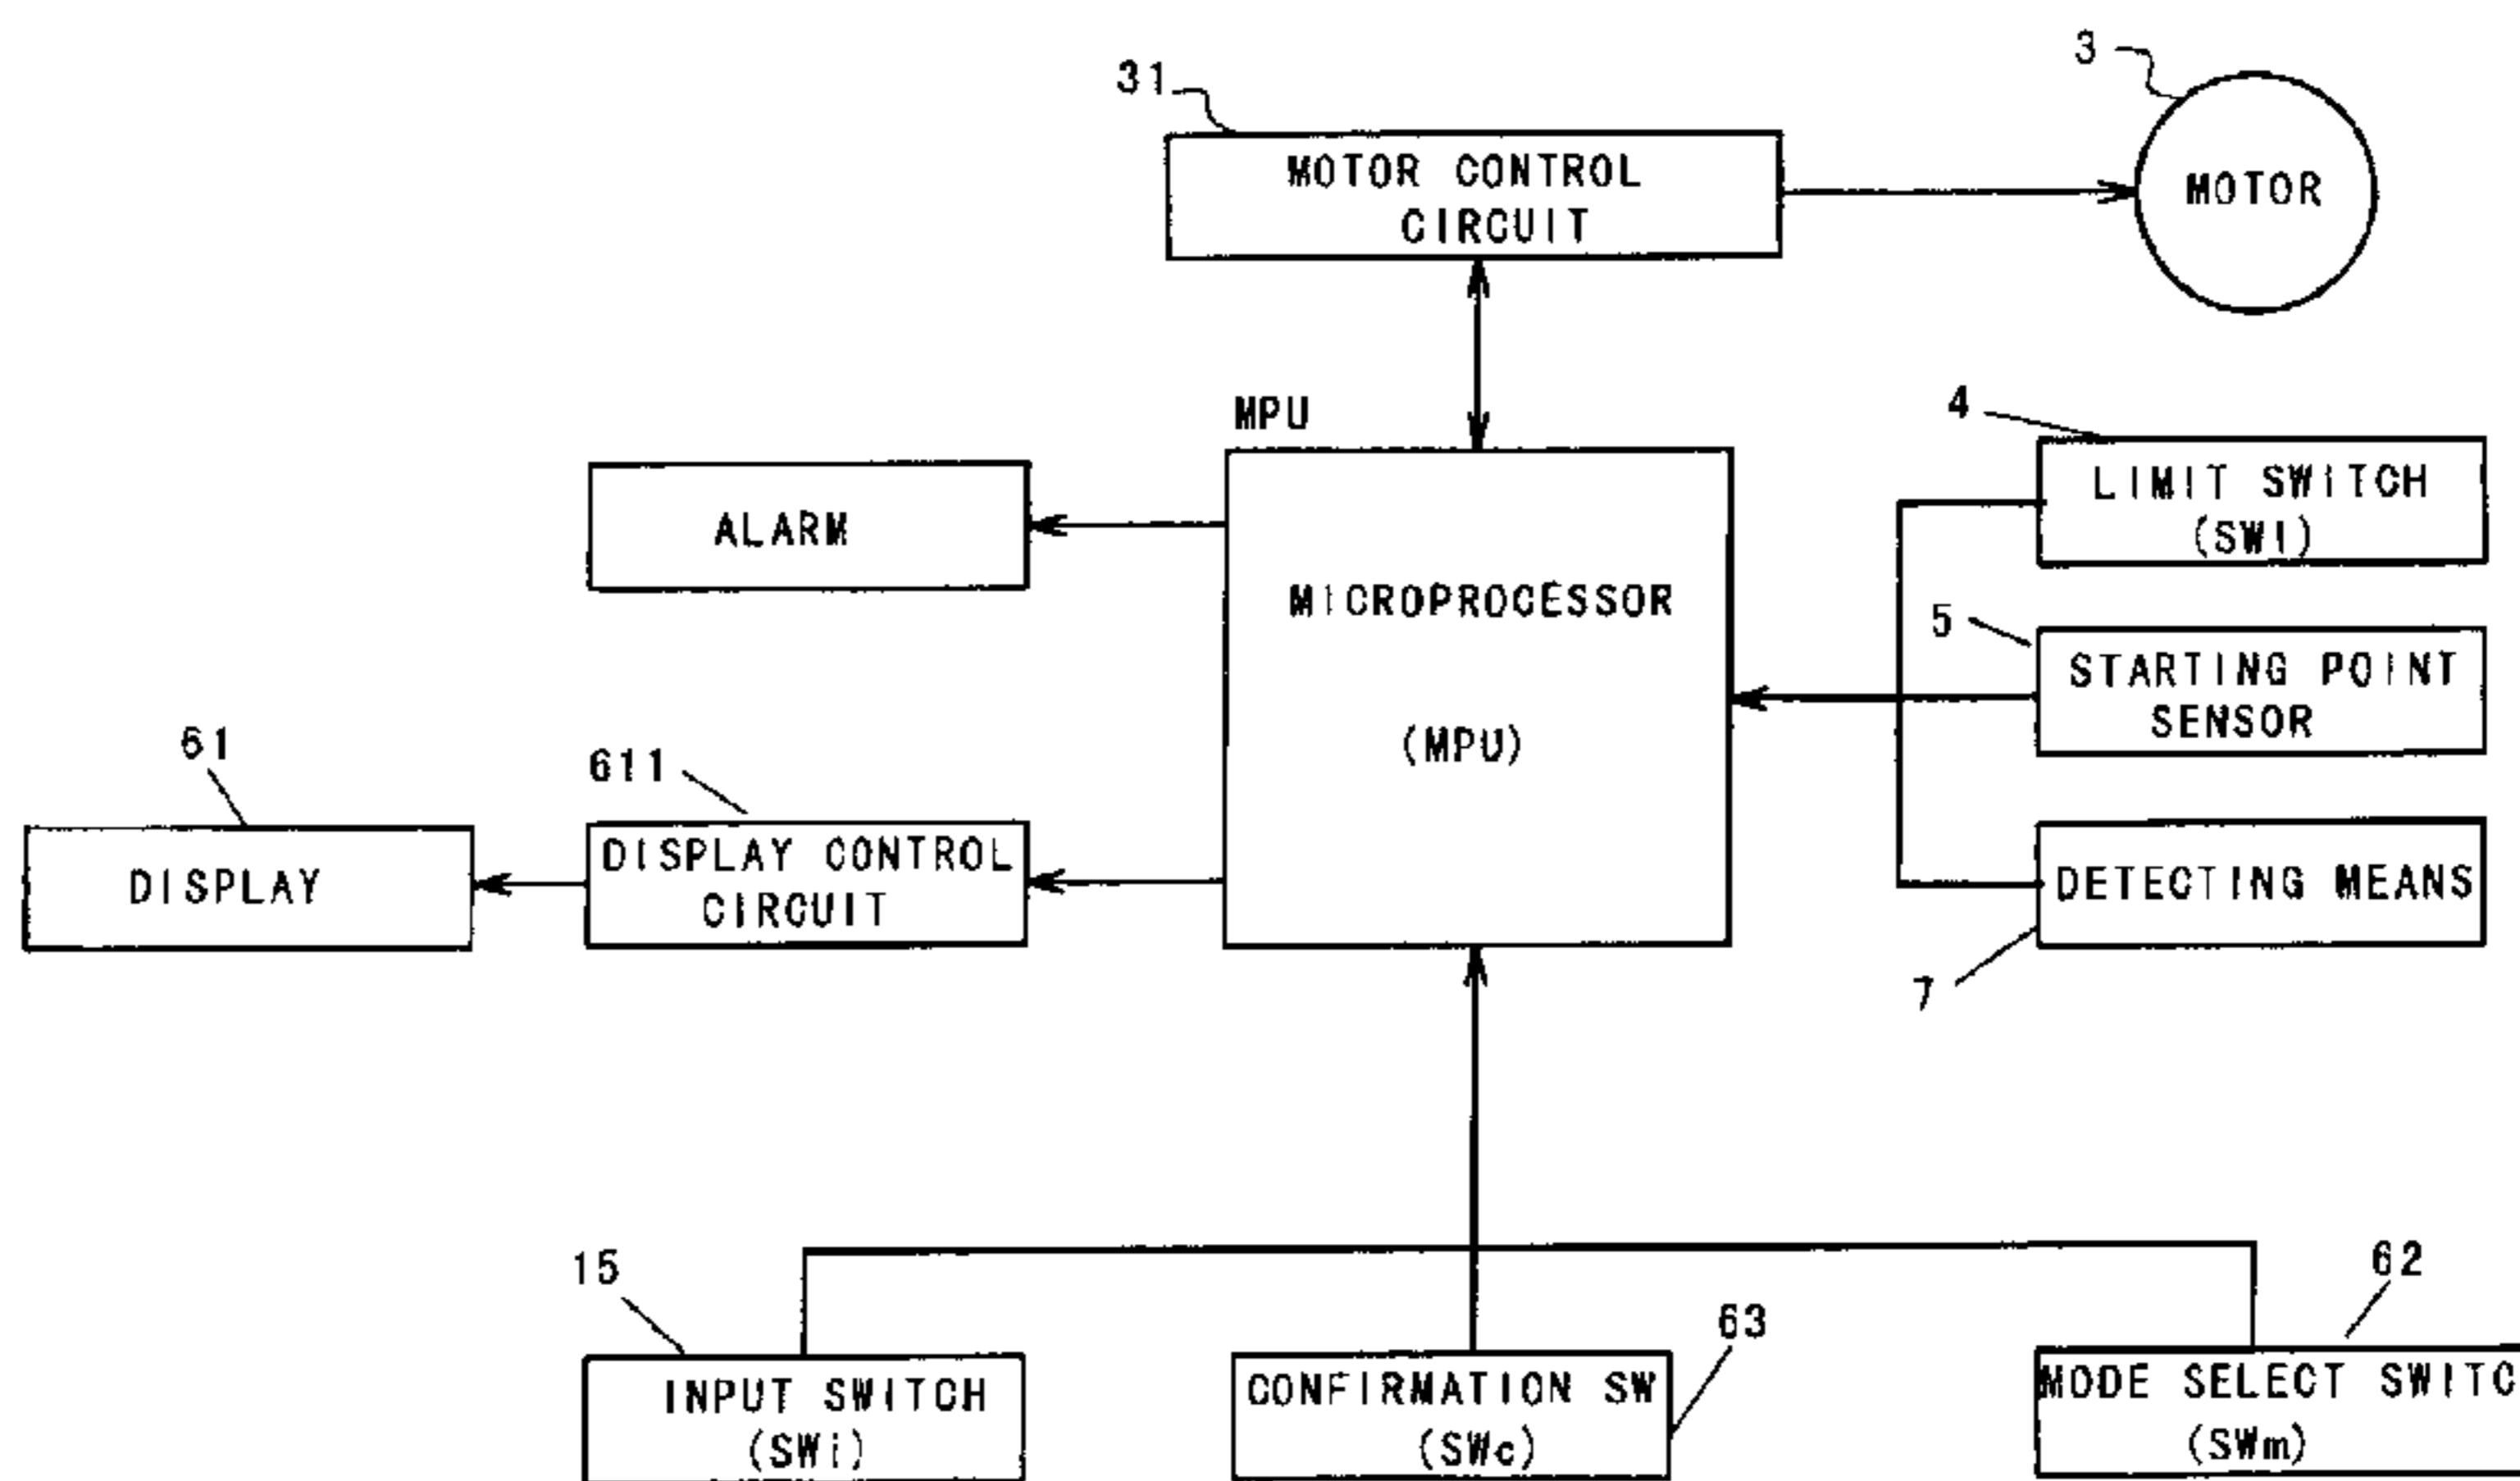 3
31
MOTOR CONTROL
CIRCUIT
MOTOR
MPU
4
LIMIT SWITCH
(SWl)
ALARM
MICROPROCESSOR
(MPU)
5
STARTING POINT
SENSOR
61
611
DISPLAY
DISPLAY CONTROL
CIRCUIT
DETECTING MEANS
7
15
62
63
INPUT SWITCH
(SWi)
CONFIRMATION SW
(SWc)
MODE SELECT SWITC
(SWm)